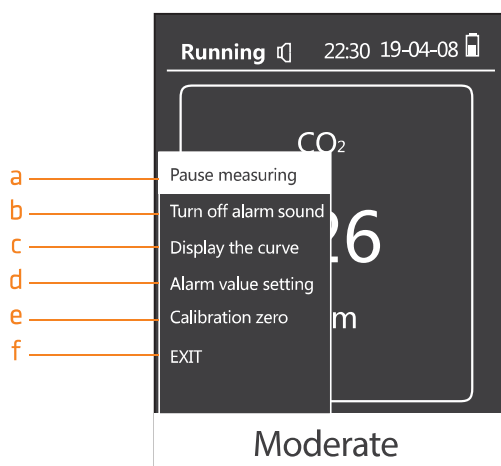 Running 22:30 19-04-08
CO₂
a Pause measuring
b Turn off alarm sound
c Display the curve
26
d Alarm value setting
e Calibration zero
m
f EXIT
Moderate